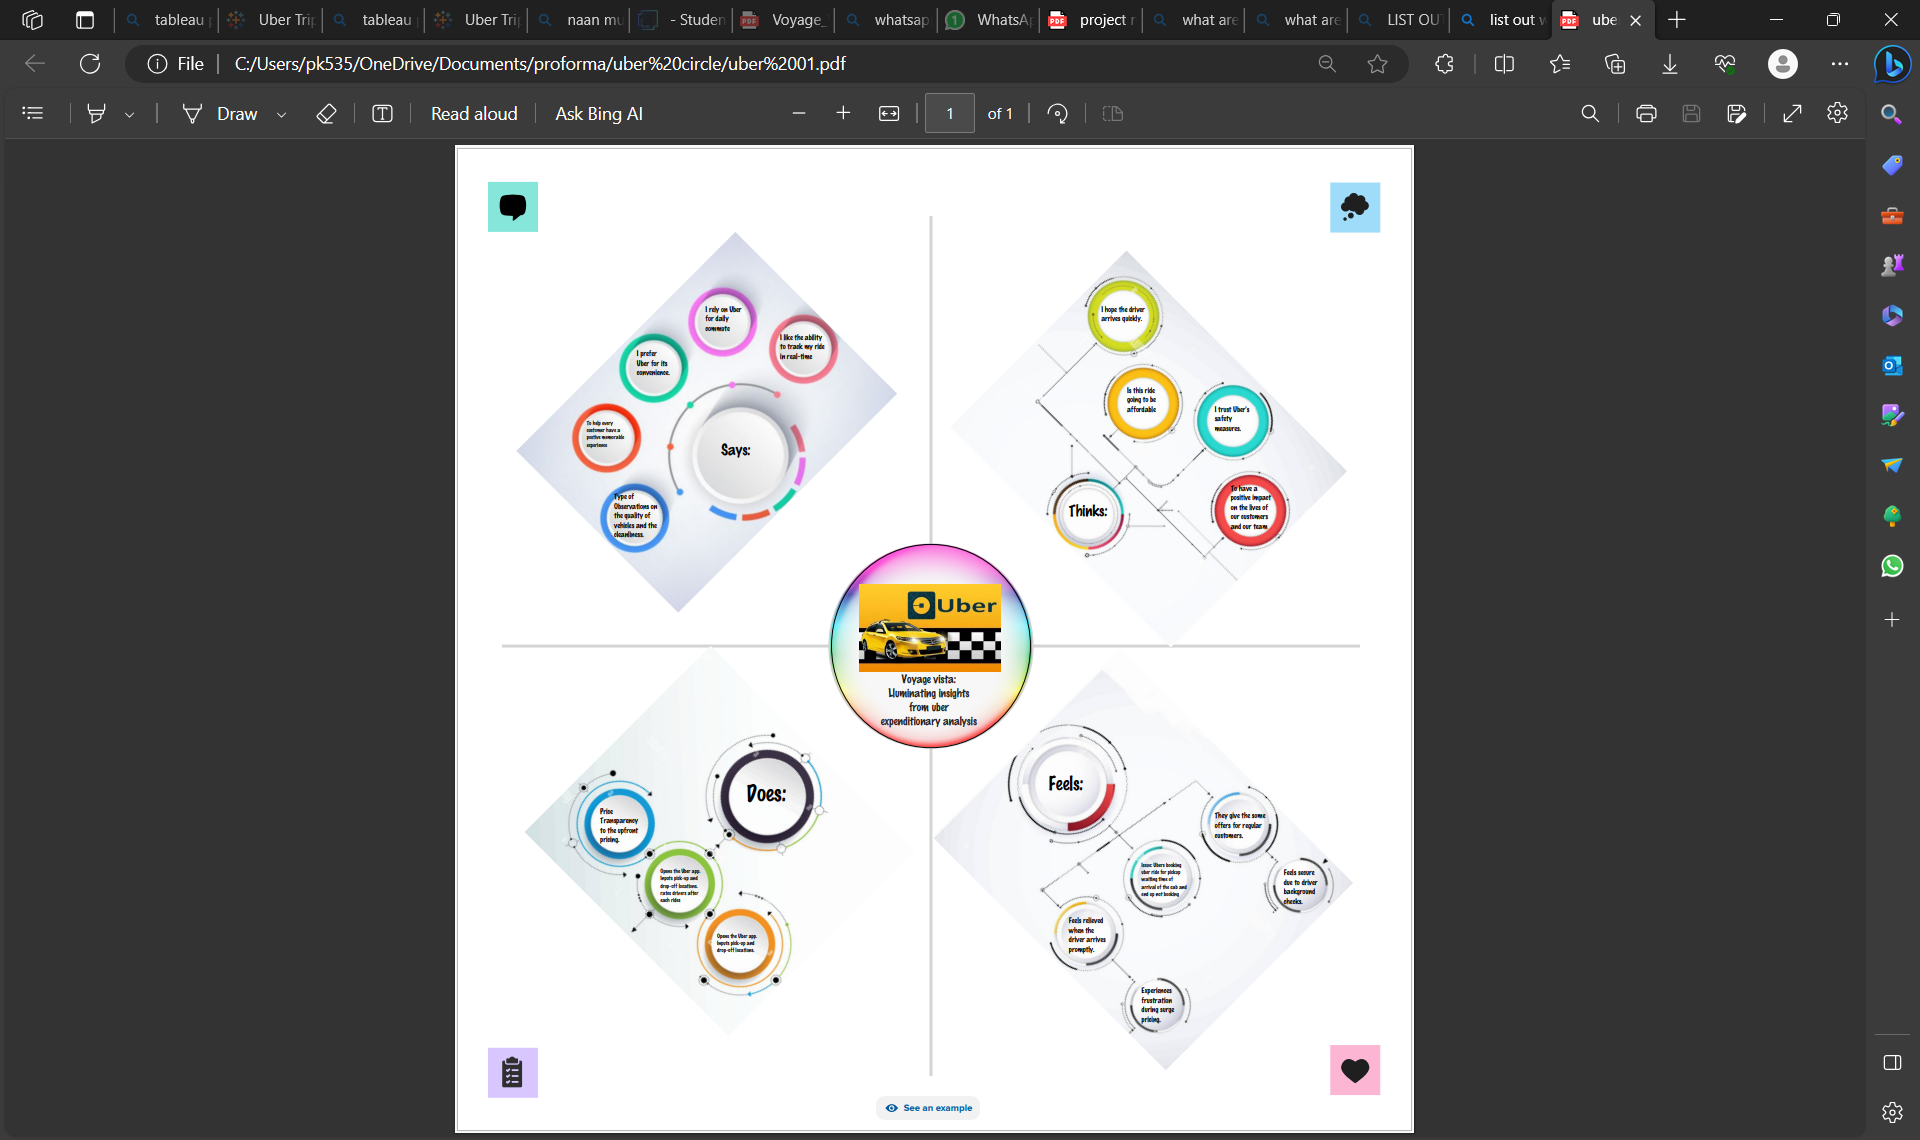 tableau
Uber Tri
tableau
Uber Tri
naan mu
- Studen
Voyage_
whatsap
WhatsA
project r
what are
what are
LIST OU
list out w
ube
File
C:/Users/pk535/OneDrive/Documents/proforma/uber%20circle/uber%2001.pdf
Draw
Read aloud
Ask Bing AI
1
of 1
I rely on Uber
for daily
commute
I like the ability
to track my ride
in real-time
I prefer
Uber for its
convenience.
To help every
customer have a
positive memorable
experience
Type of
Observations on
the quality of
vehicles and the
cleanliness.
Says:
I hope the driver
arrives quickly.
Is this ride
going to be
affordable
I trust Uber's
safety
measures.
To have a
positive impact
on the lives of
our customers
and our team
Thinks:
Uber
Voyage vista:
Iluminating insights
from uber
expenditionary analysis
Does:
Price
Transparency
to the upfront
pricing.
Opens the Uber app.
Inputs pick-up and
drop-off locations.
rates drivers after
each rides
Opens the Uber app.
Inputs pick-up and
drop-off locations.
Feels:
They give the some
offers for regular
customers.
Issue: Ubers booking
uber ride for pickup
waiting time of
arrival of the cab and
end up not booking
Feels secure
due to driver
background
checks.
Feels relieved
when the
driver arrives
promptly.
Experiences
frustration
during surge
pricing.
See an example